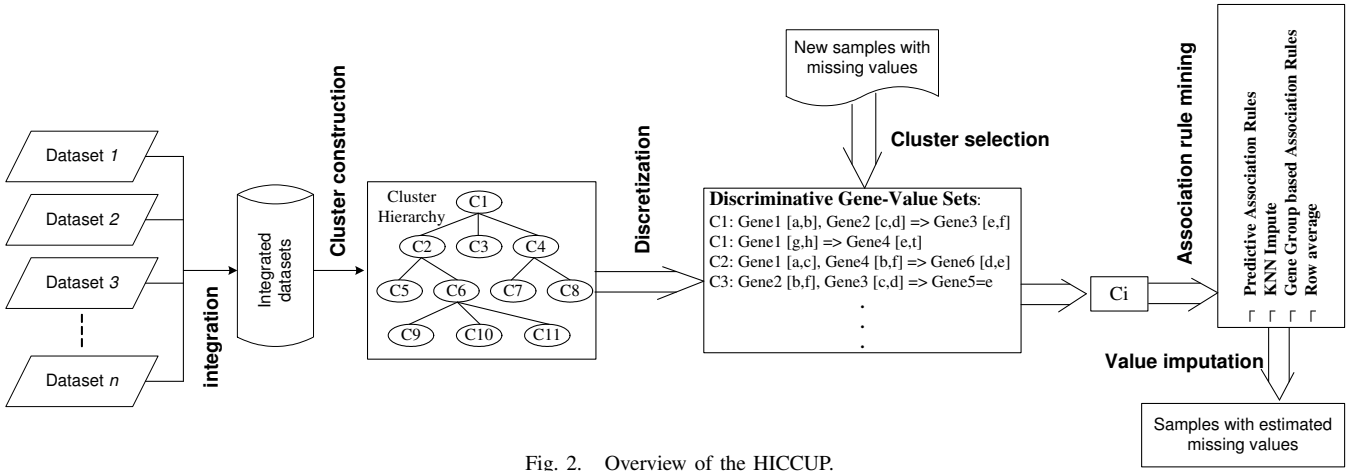 New samples with
missing values
Dataset 1
Dataset 2
Dataset 3
Dataset n
integration
Integrated
datasets
Cluster construction
Cluster
Hierarchy
C1
C2
C3
C4
C5
C6
C7
C8
C9
C10
C11
Discretization
Cluster selection
Discriminative Gene-Value Sets:
C1: Gene1 [a,b], Gene2 [c,d] => Gene3 [e,f]
C1: Gene1 [g,h] => Gene4 [e,t]
C2: Gene1 [a,c], Gene4 [b,f] => Gene6 [d,e]
C3: Gene2 [b,f], Gene3 [c,d] => Gene5=e
.
.
.
Ci
Association rule mining
Predictive Association Rules
KNN Impute
Gene Group based Association Rules
Row average
Value imputation
Samples with estimated
missing values
Fig. 2. Overview of the HICCUP.